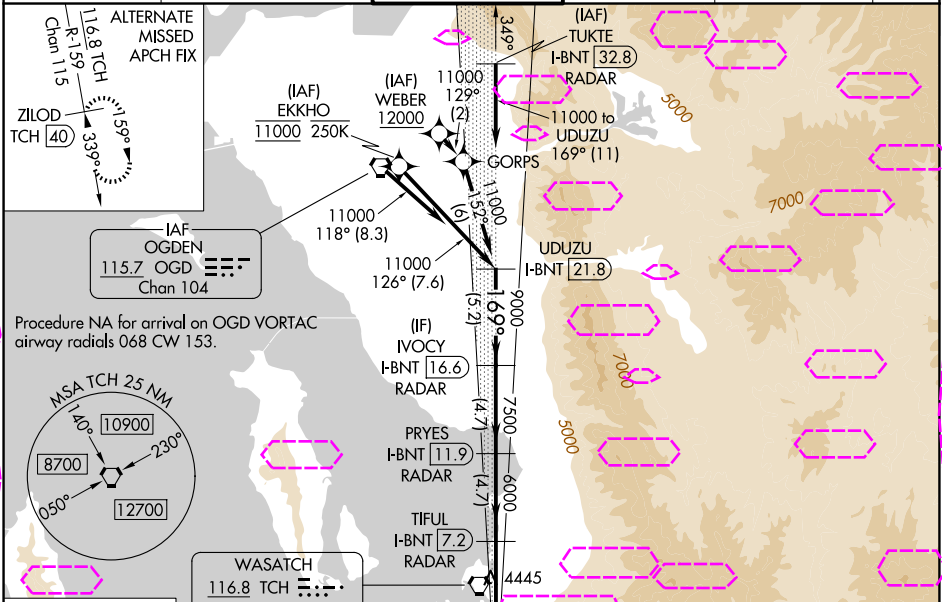 ALTERNATE
MISSED
APCH FIX
116.8 TCH
R-159
Chan 115
ZILOD
TCH 40
159°
339°
349°
(IAF)
TUKTE
I-BNT 32.8
RADAR
11000
129°
(2)
(IAF)
WEBER
12000
(IAF)
EKKHO
11000 250K
11000 to
UDUZU
169° (11)
GORPS
5000
7000
11000
152°
(6)
11000
118° (8.3)
11000
126° (7.6)
IAF
OGDEN
115.7 OGD
Chan 104
UDUZU
I-BNT 21.8
Procedure NA for arrival on OGD VORTAC
airway radials 068 CW 153.
169°
9000
(5.2)
(IF)
IVOCY
I-BNT 16.6
RADAR
7000
MSA TCH 25 NM
140°
10900
230°
8700
050°
12700
7500
(4.7)
PRYES
I-BNT 11.9
RADAR
5000
6000
(4.7)
TIFUL
I-BNT 7.2
RADAR
WASATCH
116.8 TCH
4445